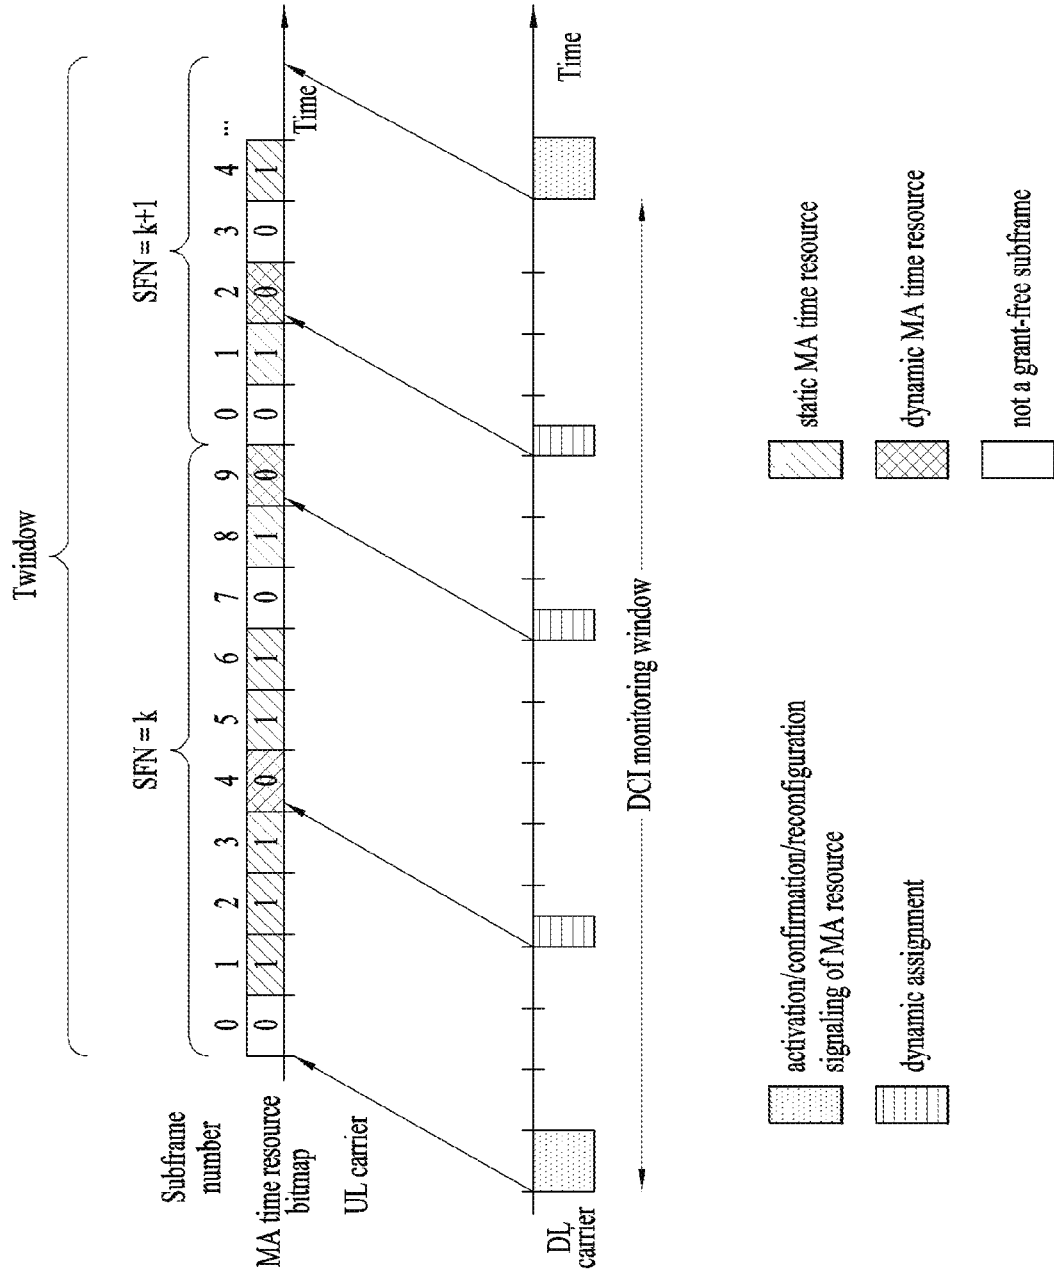 Twindow
SFN = k
SFN = k+1
Subframe
number
0 1 2 3 4 5 6 7 8 9 0 1 2 3 4 ...
MA time resource
bitmap
0 1 1 1 0 1 1 0 1 0 0 1 0 0 1
Time
UL carrier
DL
carrier
Time
DCI monitoring window
activation/confirmation/reconfiguration
signaling of MA resource
dynamic assignment
static MA time resource
dynamic MA time resource
not a grant-free subframe